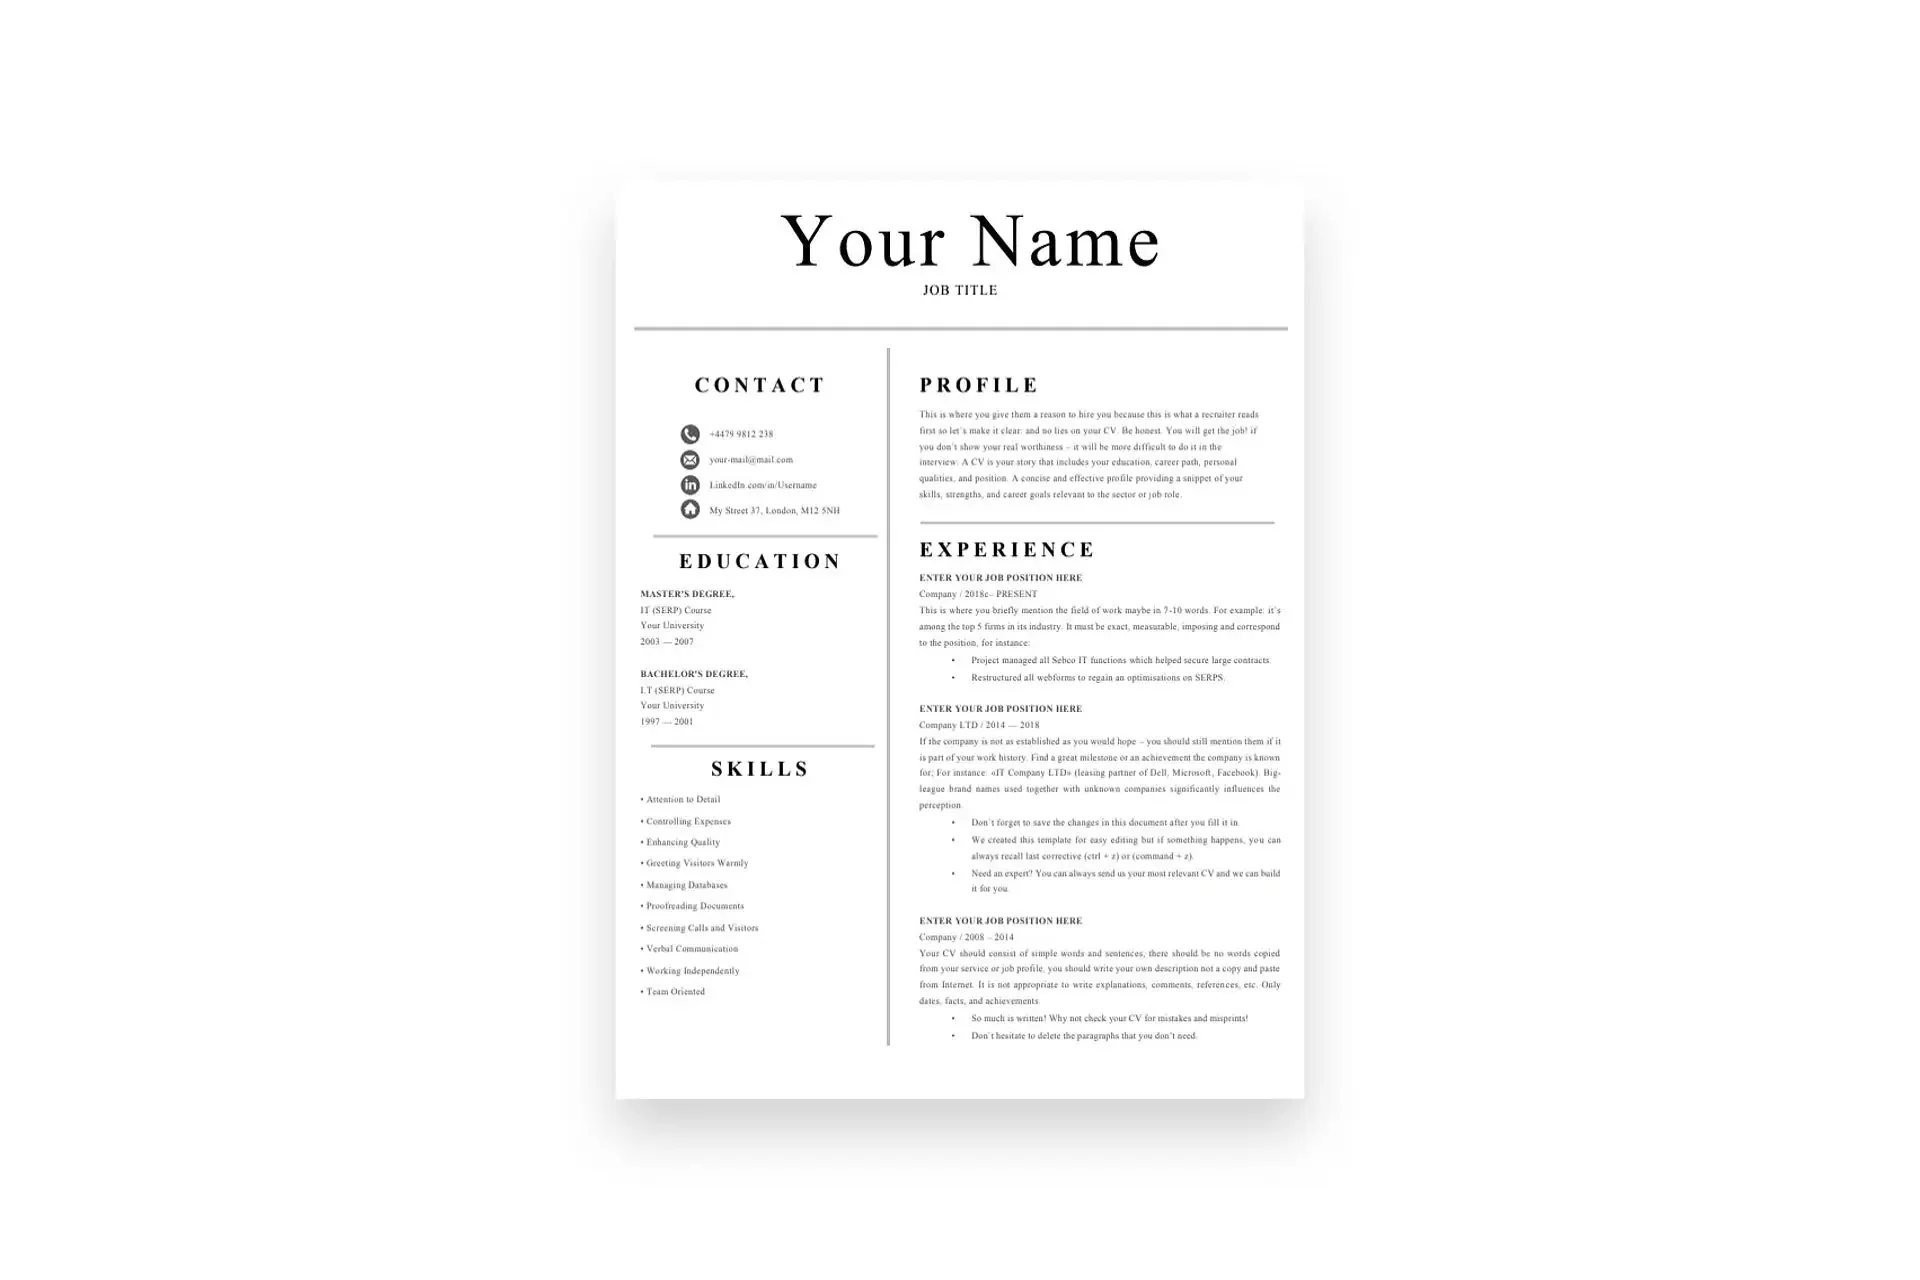 Your Name
JOB TITLE
CONTACT
+4479 9812 238
your-mail@mail.com
LinkedIn.com/in/Username
My Street 37, London, M12 5NH
EDUCATION
MASTER'S DEGREE,
IT (SERP) Course
Your University
2003 — 2007
BACHELOR'S DEGREE,
I.T (SERP) Course
Your University
1997 — 2001
SKILLS
• Attention to Detail
• Controlling Expenses
• Enhancing Quality
• Greeting Visitors Warmly
• Managing Databases
• Proofreading Documents
• Screening Calls and Visitors
• Verbal Communication
• Working Independently
• Team Oriented
PROFILE
This is where you give them a reason to hire you because this is what a recruiter reads
first so let's make it clear: and no lies on your CV. Be honest. You will get the job! if
you don't show your real worthiness – it will be more difficult to do it in the
interview. A CV is your story that includes your education, career path, personal
qualities, and position. A concise and effective profile providing a snippet of your
skills, strengths, and career goals relevant to the sector or job role.
EXPERIENCE
ENTER YOUR JOB POSITION HERE
Company / 2018c– PRESENT
This is where you briefly mention the field of work maybe in 7-10 words. For example: it's
among the top 5 firms in its industry. It must be exact, measurable, imposing and correspond
to the position, for instance:
• Project managed all Sebco IT functions which helped secure large contracts.
• Restructured all webforms to regain an optimisations on SERPS.
ENTER YOUR JOB POSITION HERE
Company LTD / 2014 — 2018
If the company is not as established as you would hope – you should still mention them if it
is part of your work history. Find a great milestone or an achievement the company is known
for; For instance: «IT Company LTD» (leasing partner of Dell, Microsoft, Facebook). Big-
league brand names used together with unknown companies significantly influences the
perception.
• Don't forget to save the changes in this document after you fill it in.
• We created this template for easy editing but if something happens, you can
always recall last corrective (ctrl + z) or (command + z).
• Need an expert? You can always send us your most relevant CV and we can build
it for you.
ENTER YOUR JOB POSITION HERE
Company / 2008 – 2014
Your CV should consist of simple words and sentences, there should be no words copied
from your service or job profile, you should write your own description not a copy and paste
from Internet. It is not appropriate to write explanations, comments, references, etc. Only
dates, facts, and achievements.
• So much is written! Why not check your CV for mistakes and misprints!
• Don't hesitate to delete the paragraphs that you don't need.